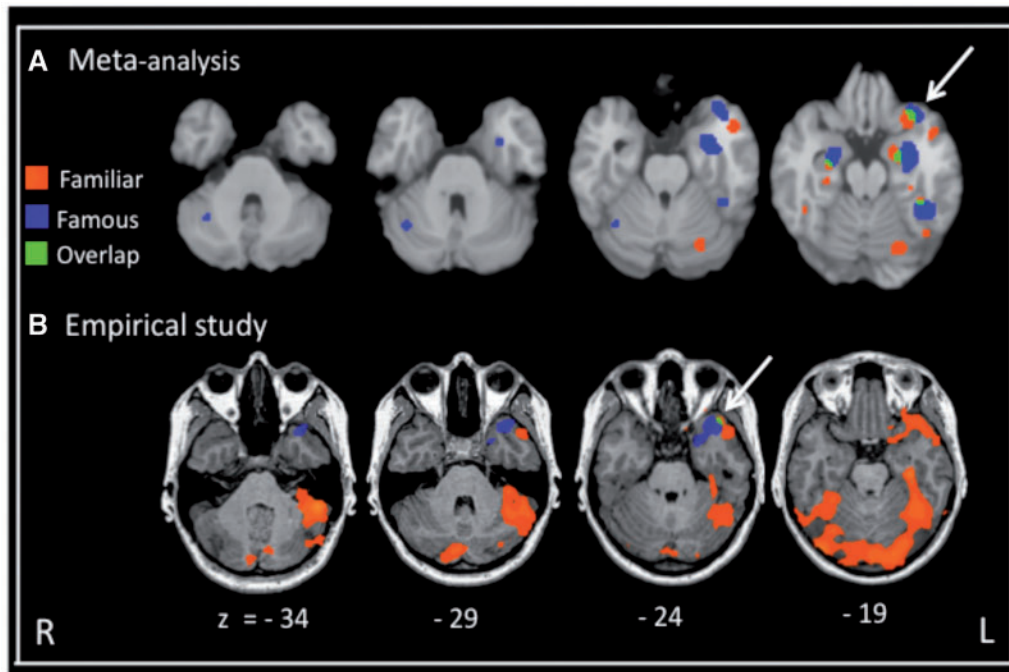 A Meta-analysis
Familiar
Famous
Overlap
B Empirical study
z = - 34
- 29
- 24
- 19
R
L